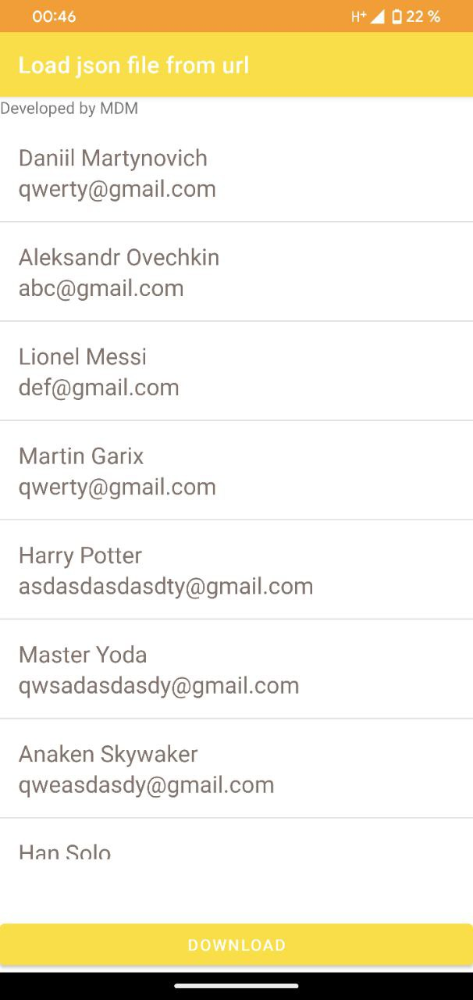 00:46
H+ 22 %
Load json file from url
Developed by MDM
Daniil Martynovich
qwerty@gmail.com
Aleksandr Ovechkin
abc@gmail.com
Lionel Messi
def@gmail.com
Martin Garix
qwerty@gmail.com
Harry Potter
asdasdasdasdty@gmail.com
Master Yoda
qwsadasdasdy@gmail.com
Anaken Skywaker
qweasdasdy@gmail.com
Han Solo
DOWNLOAD